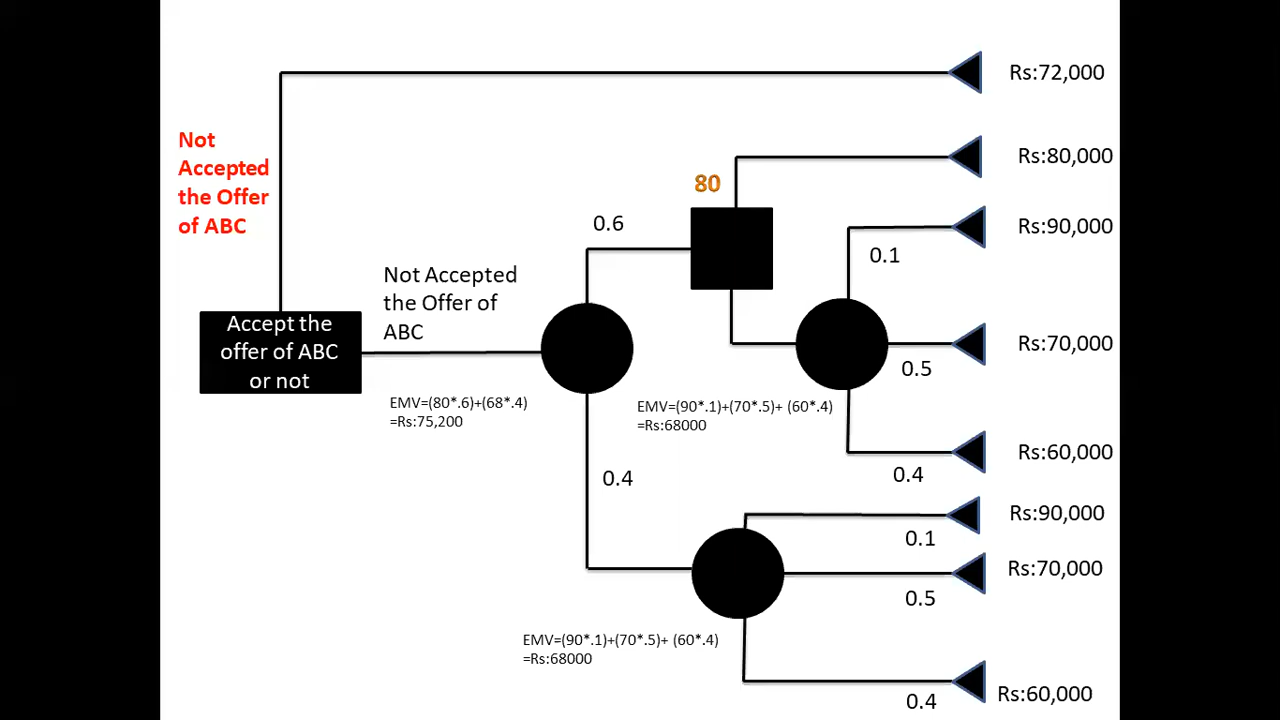 Rs:72,000
Not
Accepted
the Offer
of ABC
Rs:80,000
80
0.6
Rs:90,000
0.1
Not Accepted
the Offer of
ABC
Accept the
offer of ABC
or not
Rs:70,000
0.5
EMV=(80*.6)+(68*.4)
=Rs:75,200
EMV=(90*.1)+(70*.5)+ (60*.4)
=Rs:68000
Rs:60,000
0.4
0.4
Rs:90,000
0.1
Rs:70,000
0.5
EMV=(90*.1)+(70*.5)+ (60*.4)
=Rs:68000
Rs:60,000
0.4